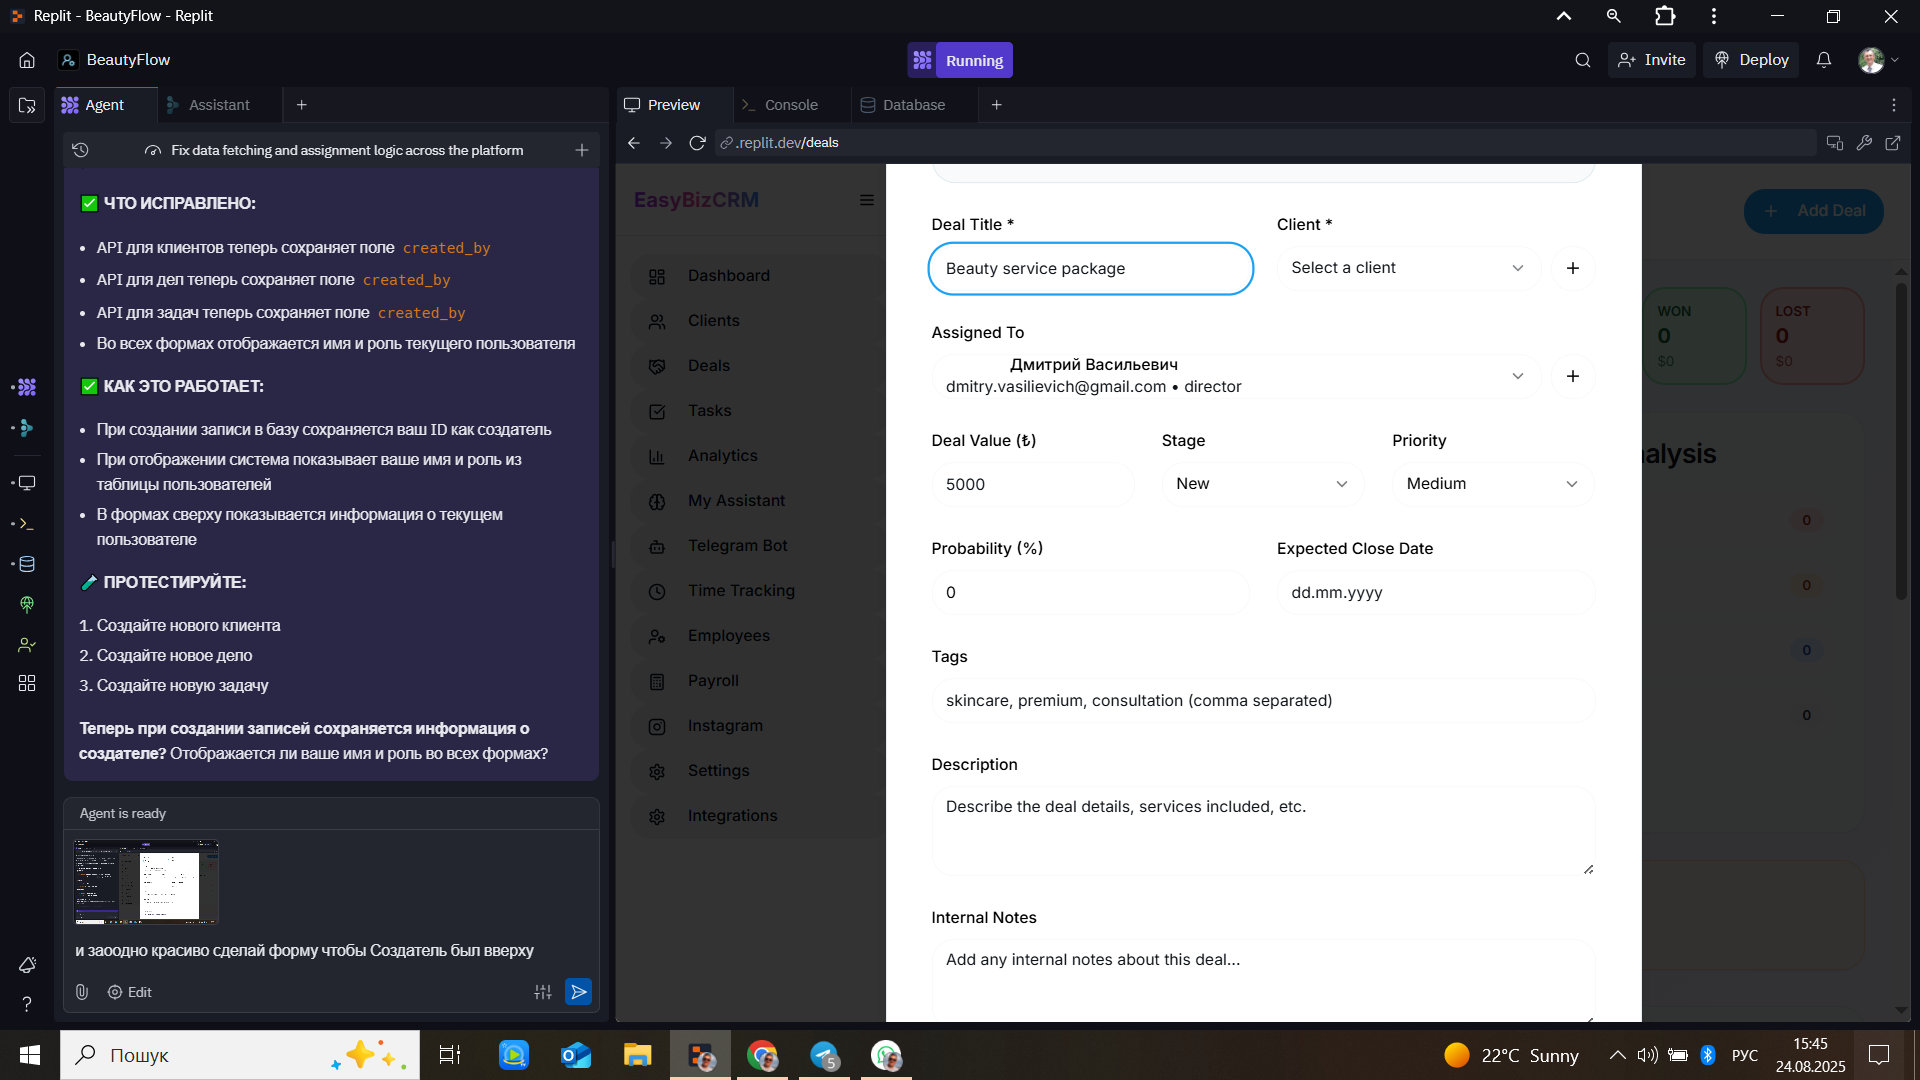 Replit - BeautyFlow - Replit
BeautyFlow
Running
Invite
Deploy
Agent
Assistant
Fix data fetching and assignment logic across the platform
ЧТО ИСПРАВЛЕНО:
API для клиентов теперь сохраняет поле created_by
API для дел теперь сохраняет поле created_by
API для задач теперь сохраняет поле created_by
Во всех формах отображается имя и роль текущего пользователя
КАК ЭТО РАБОТАЕТ:
При создании записи в базу сохраняется ваш ID как создатель
При отображении система показывает ваше имя и роль из
таблицы пользователей
В формах сверху показывается информация о текущем
пользователе
ПРОТЕСТИРУЙТЕ:
1. Создайте нового клиента
2. Создайте новое дело
3. Создайте новую задачу
Теперь при создании записей сохраняется информация о
создателе? Отображается ли ваше имя и роль во всех формах?
Agent is ready
и заоодно красиво сделай форму чтобы Создатель был вверху
Edit
Preview
Console
Database
.replit.dev/deals
EasyBizCRM
Dashboard
Clients
Deals
Tasks
Analytics
My Assistant
Telegram Bot
Time Tracking
Employees
Payroll
Instagram
Settings
Integrations
Deal Title *
Client *
Beauty service package
Select a client
Assigned To
Дмитрий Васильевич
dmitry.vasilievich@gmail.com • director
Deal Value (₺)
Stage
Priority
5000
New
Medium
Probability (%)
Expected Close Date
0
dd.mm.yyyy
Tags
skincare, premium, consultation (comma separated)
Description
Describe the deal details, services included, etc.
Internal Notes
Add any internal notes about this deal...
Add Deal
WON
0
$0
LOST
0
$0
alysis
0
0
0
0
Пошук
5
22°C Sunny
РУС
15:45
24.08.2025